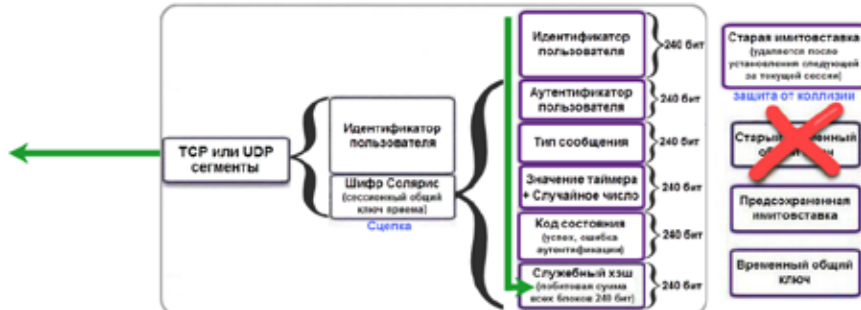 TCP или UDP
сегменты
Идентификатор
пользователя
Шифр Солярис
(сессионный общий
ключ приема)
Сцепка
Идентификатор
пользователя
240 бит
Аутентификатор
пользователя
240 бит
Тип сообщения
240 бит
Значение таймера
+ Случайное число
240 бит
Код состояния
(успех, ошибка
аутентификации)
240 бит
Служебный хэш
(побитовая сумма
всех блоков 240 бит)
240 бит
Старая имитовставка
(удаляется после
установления следующей
за текущей сессии)
защита от коллизии
Старый
Предсохраненная
имитовставка
Временный общий
ключ